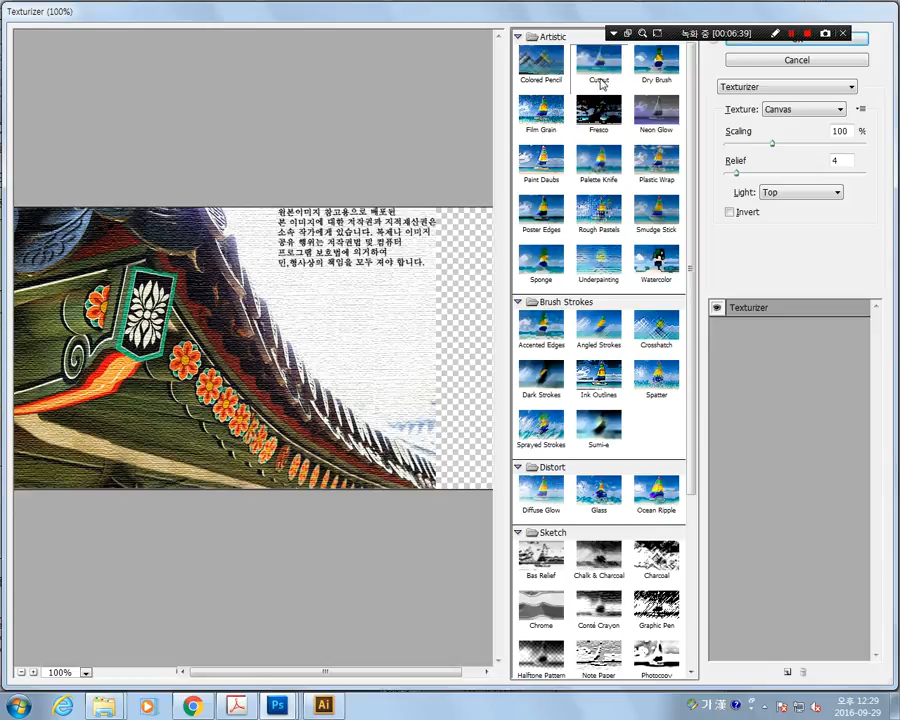 Texturizer (100%)
녹화 중 [00:06:39]
Artistic
Colored Pencil
Cutout
Dry Brush
Film Grain
Fresco
Neon Glow
Paint Daubs
Palette Knife
Plastic Wrap
Poster Edges
Rough Pastels
Smudge Stick
Sponge
Underpainting
Watercolor
Brush Strokes
Accented Edges
Angled Strokes
Crosshatch
Dark Strokes
Ink Outlines
Spatter
Sprayed Strokes
Sumi-e
Distort
Diffuse Glow
Glass
Ocean Ripple
Sketch
Bas Relief
Chalk & Charcoal
Charcoal
Chrome
Conté Crayon
Graphic Pen
Halftone Pattern
Note Paper
Photocopy
Cancel
Texturizer
Texture: Canvas
Scaling 100 %
Relief 4
Light: Top
Invert
Texturizer
원본이미지 참고용으로 배포된
본 이미지에 대한 저작권과 지적재산권은
소속 작가에게 있습니다. 복제나 이미지
공유 행위는 저작권법 및 컴퓨터
프로그램 보호법에 의거하여
민,형사상의 책임을 모두 져야 합니다.
100%
Ps
Ai
가 漢
오후 12:29
2016-09-29